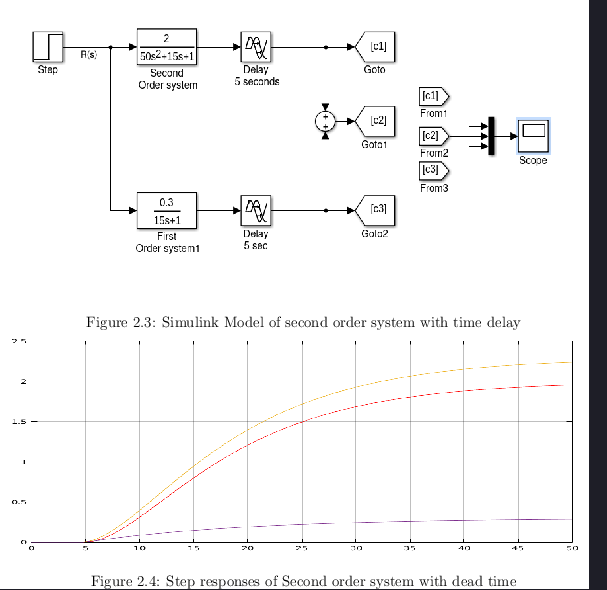 Step
R(s)
2
50s²+15s+1
Second
Order system
Delay
5 seconds
[c1]
Goto
+
+
[c2]
Goto1
[c1]
From1
[c2]
From2
[c3]
From3
Scope
0.3
15s+1
First
Order system1
Delay
5 sec
[c3]
Goto2
Figure 2.3: Simulink Model of second order system with time delay
2.5
2
1.5
1
0.5
0
0 5 10 15 20 25 30 35 40 45 50
Figure 2.4: Step responses of Second order system with dead time